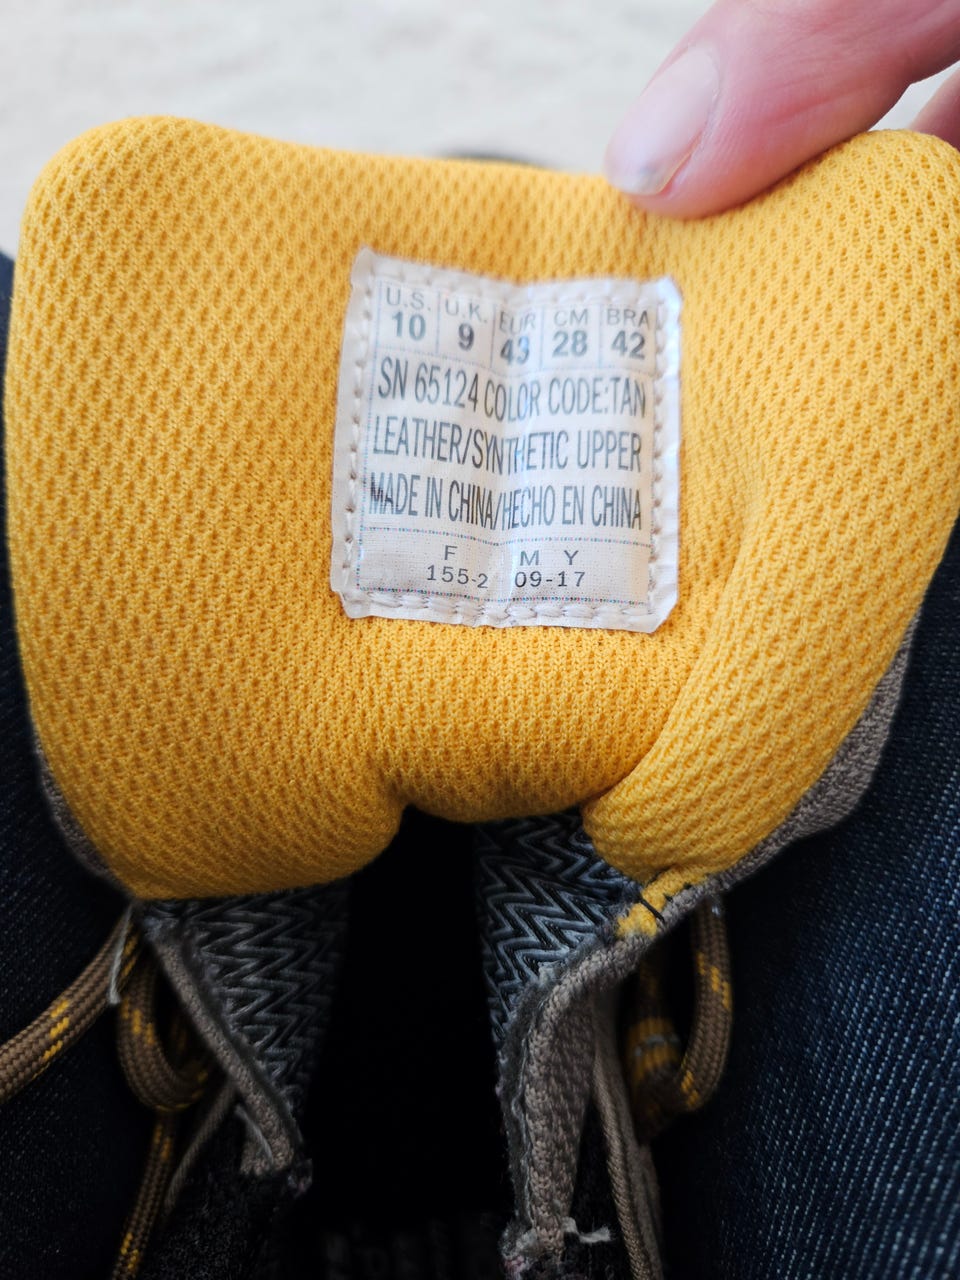 U.S. U.K. EUR CM BRA
10 9 43 28 42
SN 65124 COLOR CODE:TAN
LEATHER/SYNTHETIC UPPER
MADE IN CHINA/HECHO EN CHINA
F M Y
155-2 09-17